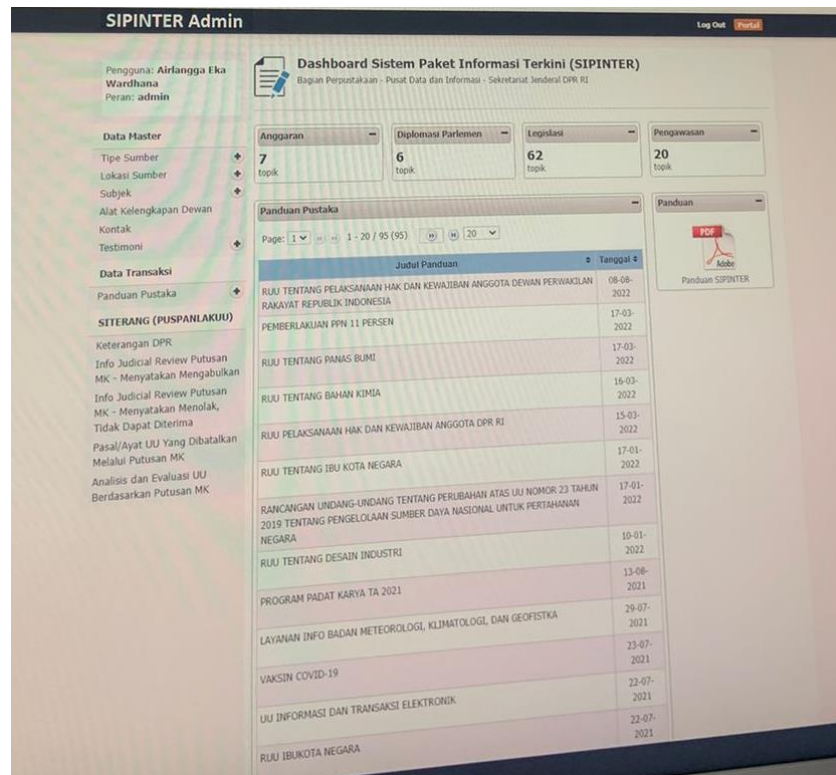 SIPINTER Admin
Log Out Portal
Pengguna: Airlangga Eka
Wardhana
Peran: admin
Data Master
Tipe Sumber
Lokasi Sumber
Subjek
Alat Kelengkapan Dewan
Kontak
Testimoni
Data Transaksi
Panduan Pustaka
SITERANG (PUSPANLAKUU)
Keterangan DPR
Info Judicial Review Putusan
MK - Menyatakan Mengabulkan
Info Judicial Review Putusan
MK - Menyatakan Menolak,
Tidak Dapat Diterima
Pasal/Ayat UU Yang Dibatalkan
Melalui Putusan MK
Analisis dan Evaluasi UU
Berdasarkan Putusan MK
Dashboard Sistem Paket Informasi Terkini (SIPINTER)
Bagian Perpustakaan - Pusat Data dan Informasi - Sekretariat Jenderal DPR RI
Anggaran
7
topik
Diplomasi Parlemen
6
topik
Legislasi
62
topik
Pengawasan
20
topik
Panduan Pustaka
Page: 1 1 - 20 / 95 (95) 20
Judul Panduan Tanggal
RUU TENTANG PELAKSANAAN HAK DAN KEWAJIBAN ANGGOTA DEWAN PERWAKILAN 08-08-
RAKAYAT REPUBLIK INDONESIA 2022
PEMBERLAKUAN PPN 11 PERSEN 17-03-
2022
RUU TENTANG PANAS BUMI 17-03-
2022
RUU TENTANG BAHAN KIMIA 16-03-
2022
RUU PELAKSANAAN HAK DAN KEWAJIBAN ANGGOTA DPR RI 15-03-
2022
RUU TENTANG IBU KOTA NEGARA 17-01-
2022
RANCANGAN UNDANG-UNDANG TENTANG PERUBAHAN ATAS UU NOMOR 23 TAHUN 17-01-
2019 TENTANG PENGELOLAAN SUMBER DAYA NASIONAL UNTUK PERTAHANAN 2022
NEGARA
RUU TENTANG DESAIN INDUSTRI 10-01-
2022
PROGRAM PADAT KARYA TA 2021 13-08-
2021
LAYANAN INFO BADAN METEOROLOGI, KLIMATOLOGI, DAN GEOFISTKA 29-07-
2021
VAKSIN COVID-19 23-07-
2021
UU INFORMASI DAN TRANSAKSI ELEKTRONIK 22-07-
2021
RUU IBUKOTA NEGARA 22-07-
2021
Panduan
PDF
Adobe
Panduan SIPINTER